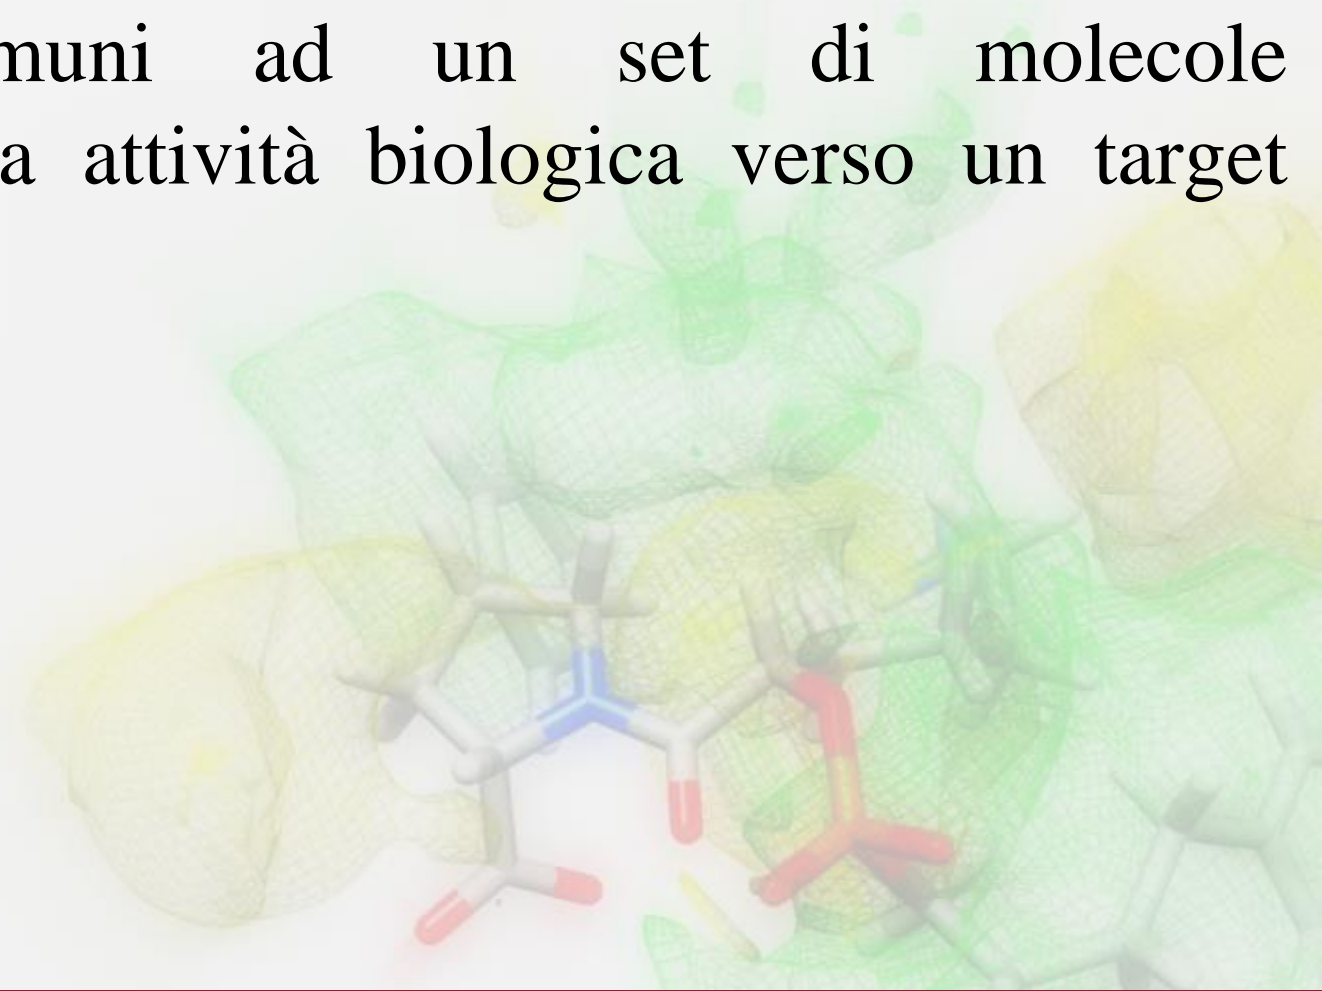 muni ad un set di molecole
a attività biologica verso un target